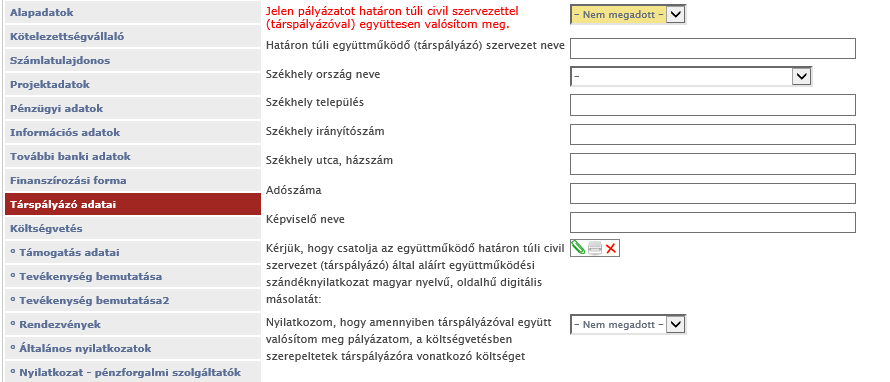 Alapadatok
Kötelezettségvállaló
Számlatulajdonos
Projektadatok
Pénzügyi adatok
Információs adatok
További banki adatok
Finanszírozási forma
Társpályázó adatai
Költségvetés
º Támogatás adatai
º Tevékenység bemutatása
º Tevékenység bemutatása2
º Rendezvények
º Általános nyilatkozatok
º Nyilatkozat - pénzforgalmi szolgáltatók
Jelen pályázatot határon túli civil szervezettel
(társpályázóval) együttesen valósítom meg.
- Nem megadott -
Határon túli együttműködő (társpályázó) szervezet neve
Székhely ország neve
-
Székhely település
Székhely irányítószám
Székhely utca, házszám
Adószáma
Képviselő neve
Kérjük, hogy csatolja az együttműködő határon túli civil
szervezet (társpályázó) által aláírt együttműködési
szándéknyilatkozat magyar nyelvű, oldalhű digitális
másolatát:
Nyilatkozom, hogy amennyiben társpályázóval együtt
valósítom meg pályázatom, a költségvetésben
szerepeltetek társpályázóra vonatkozó költséget
- Nem megadott -